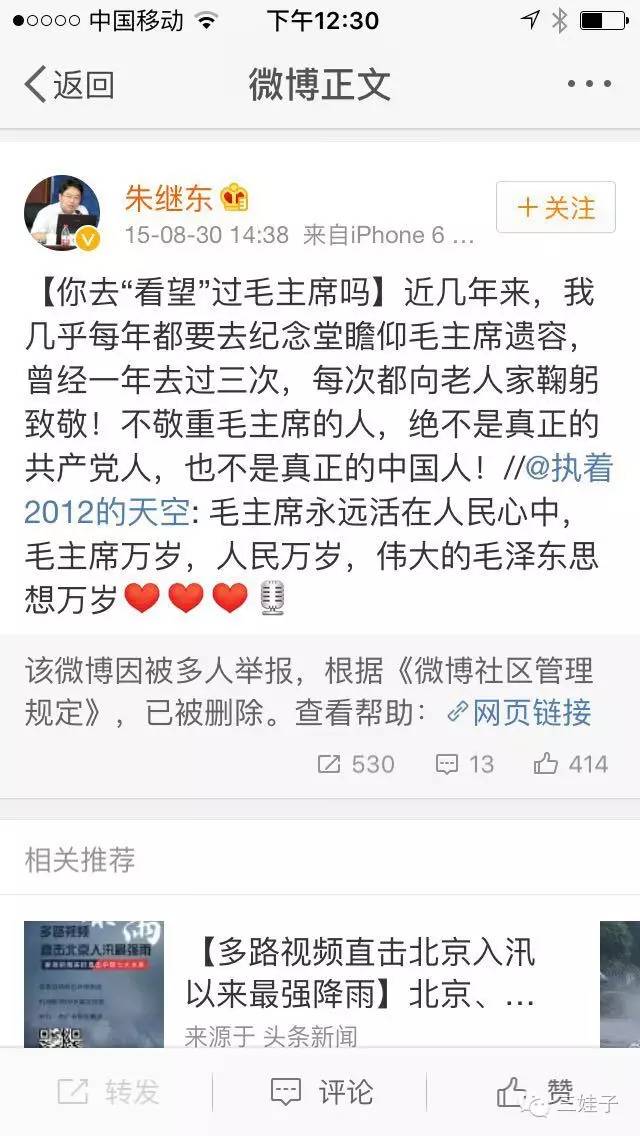 中国移动
下午12:30
返回
微博正文
朱继东
＋关注
15-08-30 14:38 来自iPhone 6 ...
【你去“看望”过毛主席吗】近几年来，我
几乎每年都要去纪念堂瞻仰毛主席遗容，
曾经一年去过三次，每次都向老人家鞠躬
致敬！不敬重毛主席的人，绝不是真正的
共产党人，也不是真正的中国人！//@执着
2012的天空: 毛主席永远活在人民心中，
毛主席万岁，人民万岁，伟大的毛泽东思
想万岁
该微博因被多人举报，根据《微博社区管理
规定》，已被删除。查看帮助：网页链接
530 13 414
相关推荐
多路视频
直击北京入汛最强雨
【多路视频直击北京入汛
以来最强降雨】北京、...
来源于 头条新闻
转发
评论
赞
三娃子